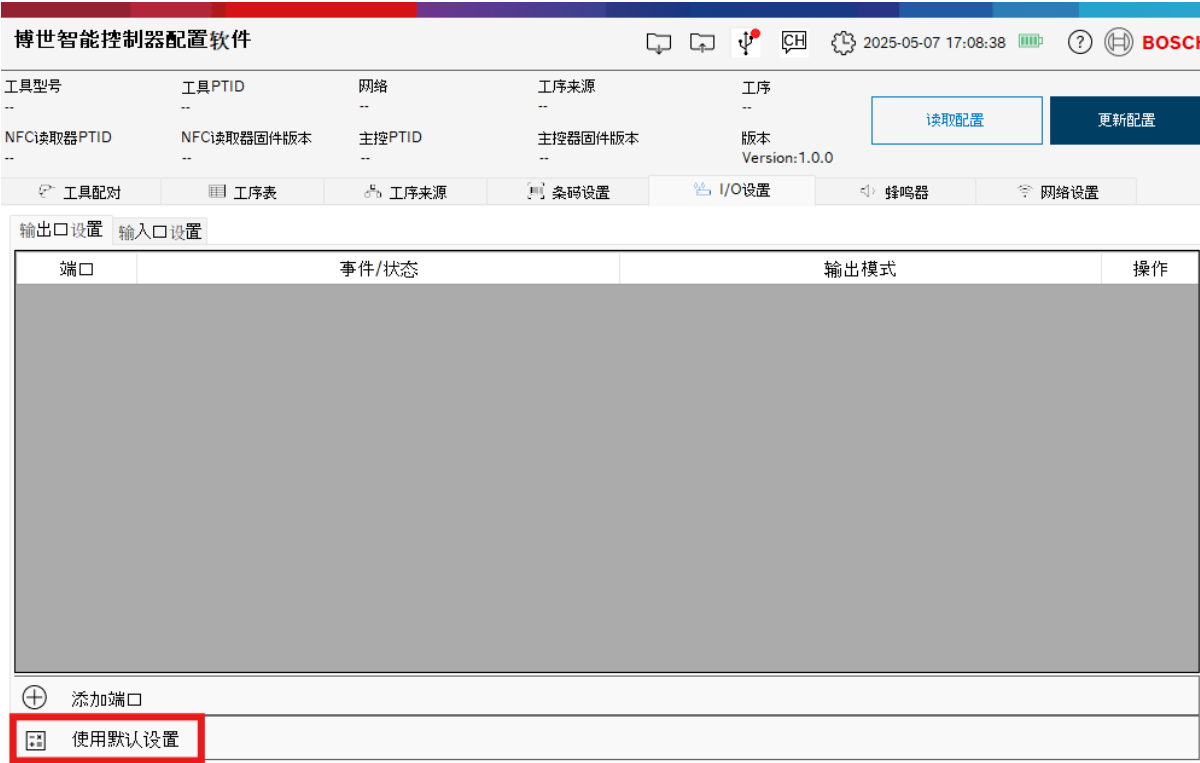 博世智能控制器配置软件
CH
2025-05-07 17:08:38
?
BOSCH
工具型号 工具PTID 网络 工序来源 工序
-- -- -- -- --
读取配置 更新配置
NFC读取器PTID NFC读取器固件版本 主控PTID 主控器固件版本 版本
-- -- -- -- Version:1.0.0
工具配对 工序表 工序来源 条码设置 I/O设置 蜂鸣器 网络设置
输出口设置 输入口设置
端口 事件/状态 输出模式 操作
添加端口
使用默认设置